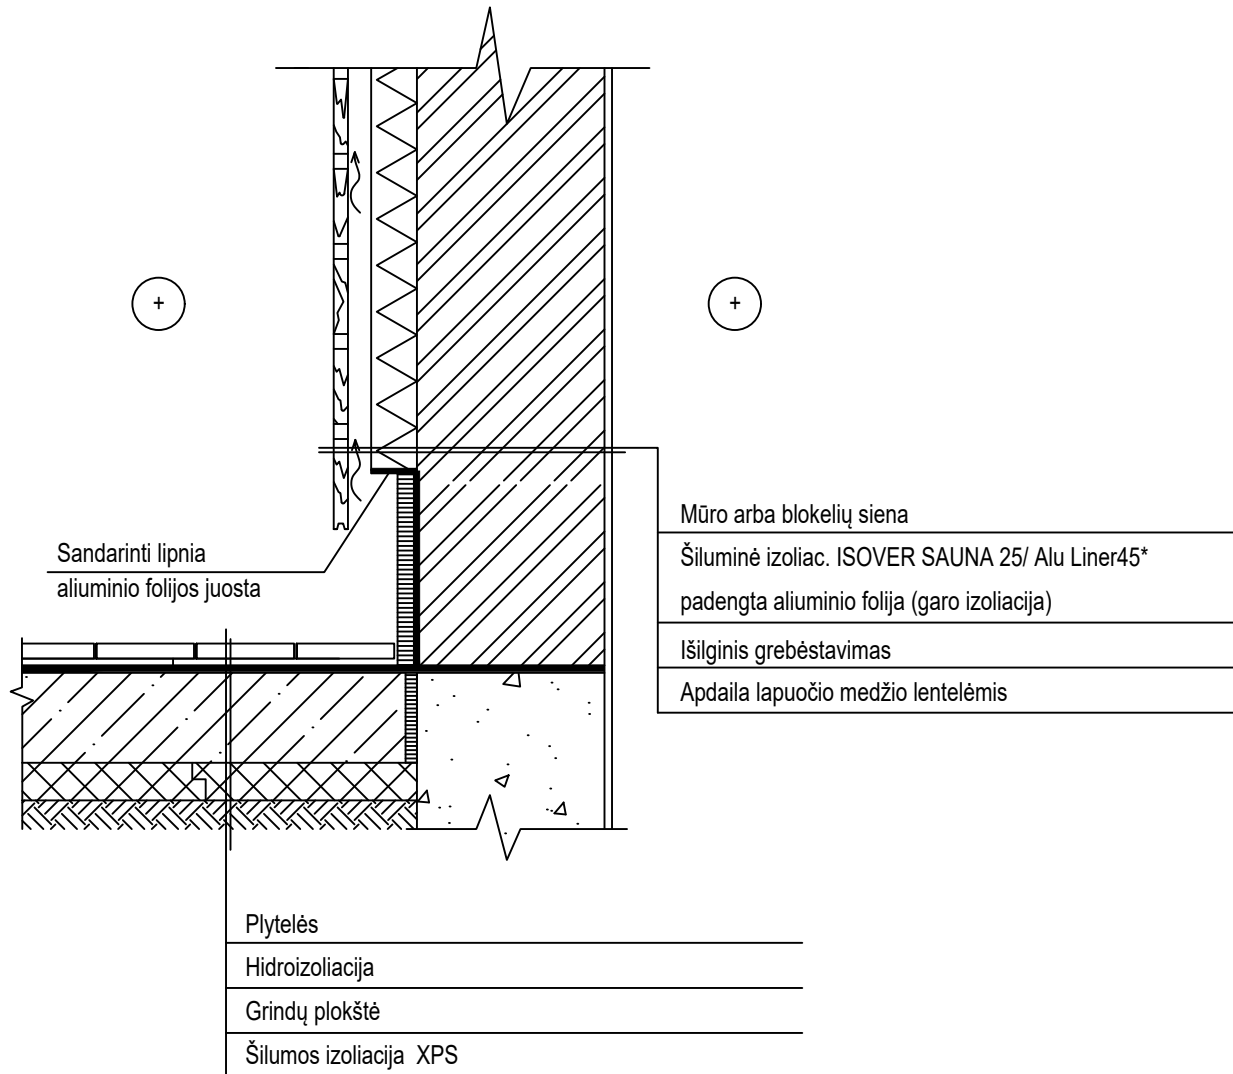 Mūro arba blokelių siena
Šiluminė izoliac. ISOVER SAUNA 25/ Alu Liner45*
padengta aliuminio folija (garo izoliacija)
Išilginis grebėstavimas
Apdaila lapuočio medžio lentelėmis
Sandarinti lipnia
aliuminio folijos juosta
Plytelės
Hidroizoliacija
Grindų plokštė
Šilumos izoliacija XPS